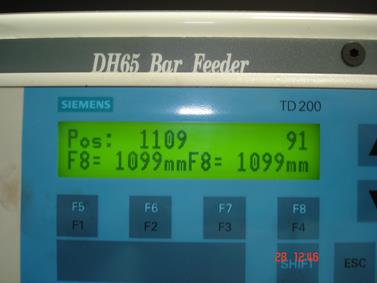 DH65 Bar Feeder
SIEMENS
TD 200
Pos: 1109 91
F8= 1099mmF8= 1099mm
F5 F6 F7 F8
F1 F2 F3 F4
28 12:46
SHIFT ESC